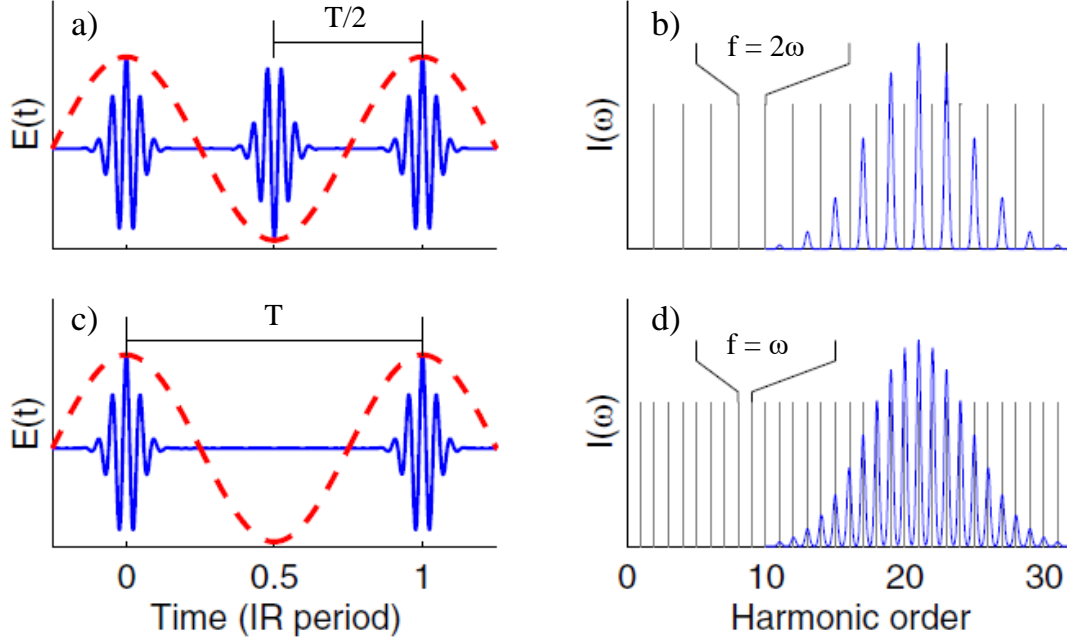 a)
T/2
E(t)
b)
f = 2ω
I(ω)
c)
T
E(t)
0
0.5
1
Time (IR period)
d)
f = ω
I(ω)
0
10
20
30
Harmonic order